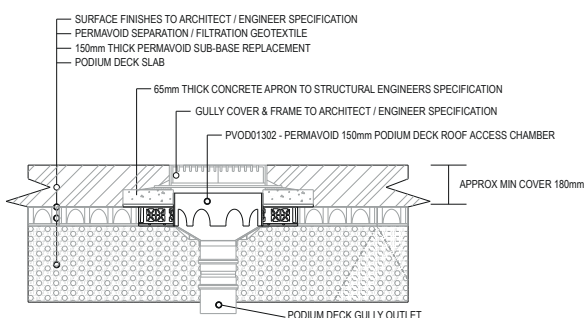 SURFACE FINISHES TO ARCHITECT / ENGINEER SPECIFICATION
PERMAVOID SEPARATION / FILTRATION GEOTEXTILE
150mm THICK PERMAVOID SUB-BASE REPLACEMENT
PODIUM DECK SLAB
65mm THICK CONCRETE APRON TO STRUCTURAL ENGINEERS SPECIFICATION
GULLY COVER & FRAME TO ARCHITECT / ENGINEER SPECIFICATION
PVOD01302 - PERMAVOID 150mm PODIUM DECK ROOF ACCESS CHAMBER
APPROX MIN COVER 180mm
PODIUM DECK GULLY OUTLET